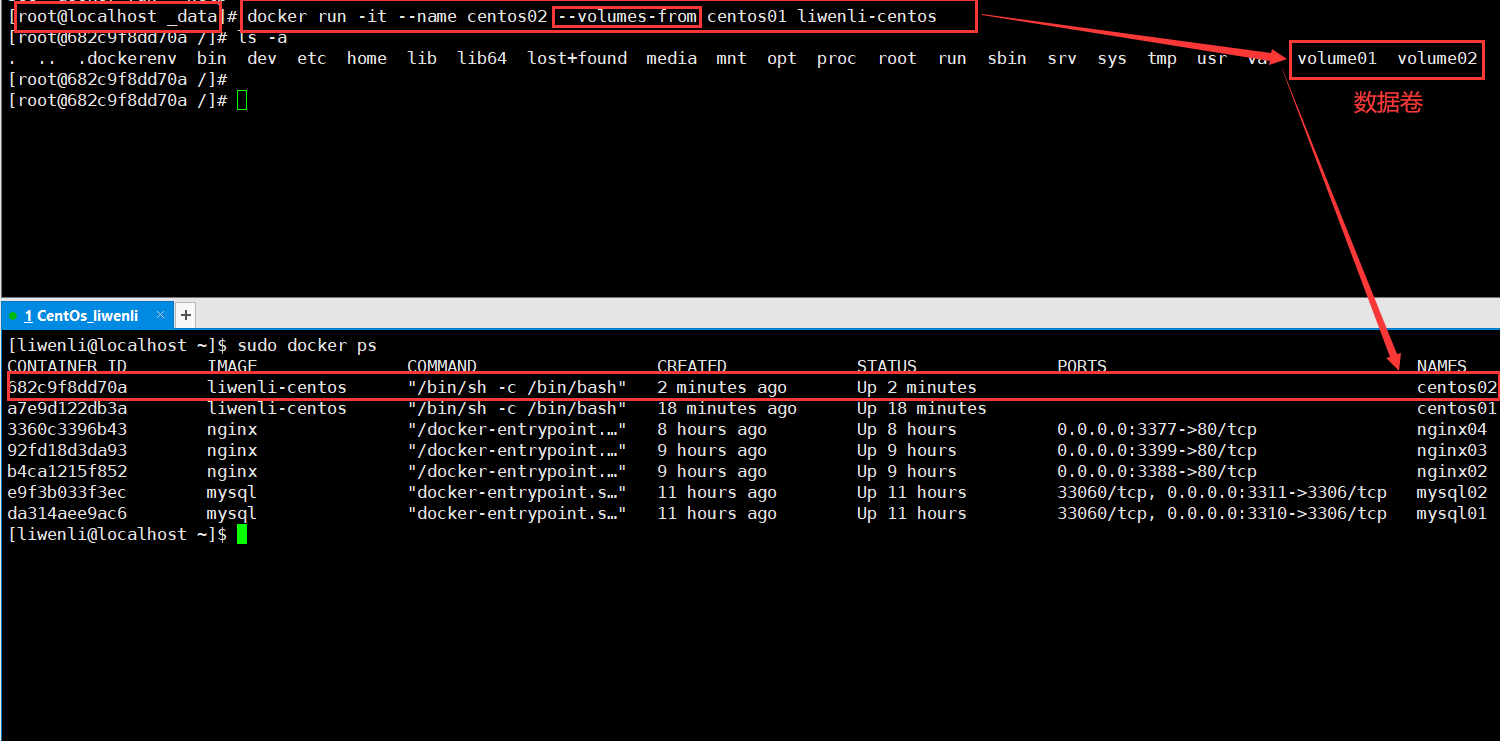 [root@localhost _data]# docker run -it --name centos02 --volumes-from centos01 liwenli-centos
[root@682c9f8dd70a /]# ls -a
. .. .dockerenv bin dev etc home lib lib64 lost+found media mnt opt proc root run sbin srv sys tmp usr volume01 volume02
[root@682c9f8dd70a /]#
[root@682c9f8dd70a /]#
数据卷
1 CentOs_liwenli × +
[liwenli@localhost ~]$ sudo docker ps
CONTAINER ID IMAGE COMMAND CREATED STATUS PORTS NAMES
682c9f8dd70a liwenli-centos "/bin/sh -c /bin/bash" 2 minutes ago Up 2 minutes centos02
a7e9d122db3a liwenli-centos "/bin/sh -c /bin/bash" 18 minutes ago Up 18 minutes centos01
3360c3396b43 nginx "/docker-entrypoint.…" 8 hours ago Up 8 hours 0.0.0.0:3377->80/tcp nginx04
92fd18d3da93 nginx "/docker-entrypoint.…" 9 hours ago Up 9 hours 0.0.0.0:3399->80/tcp nginx03
b4ca1215f852 nginx "/docker-entrypoint.…" 9 hours ago Up 9 hours 0.0.0.0:3388->80/tcp nginx02
e9f3b033f3ec mysql "docker-entrypoint.s…" 11 hours ago Up 11 hours 33060/tcp, 0.0.0.0:3311->3306/tcp mysql02
da314aee9ac6 mysql "docker-entrypoint.s…" 11 hours ago Up 11 hours 33060/tcp, 0.0.0.0:3310->3306/tcp mysql01
[liwenli@localhost ~]$